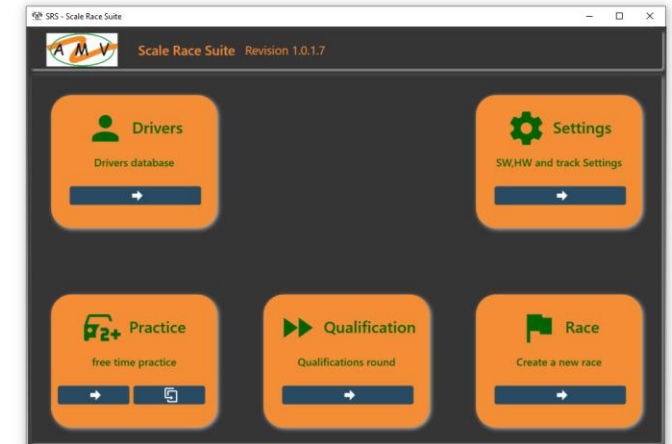 SRS - Scale Race Suite
AMV
Scale Race Suite Revision 1.0.1.7
Drivers
Drivers database
Settings
SW,HW and track Settings
2+ Practice
free time practice
Qualification
Qualifications round
Race
Create a new race